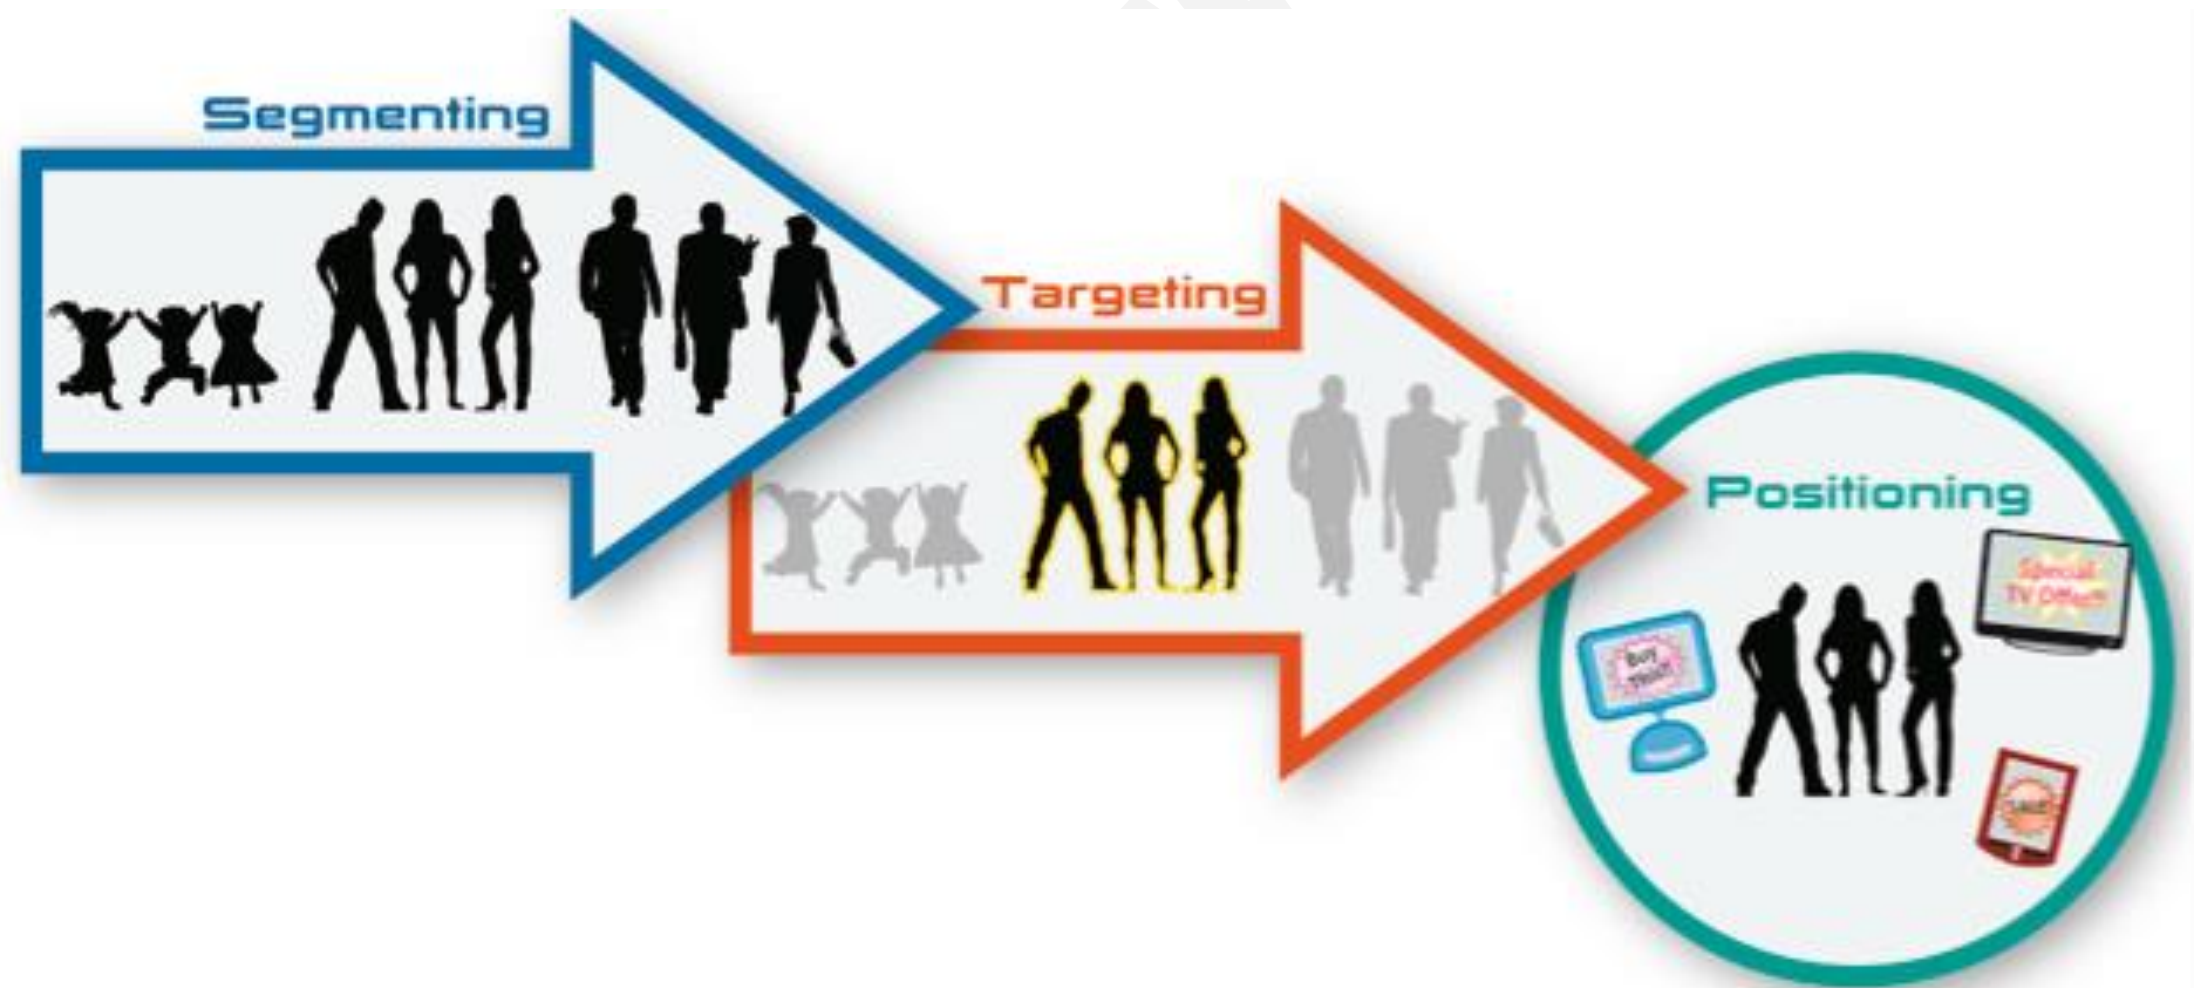 Segmenting
Targeting
Positioning
Special
TV Offer!!
Buy
This!!